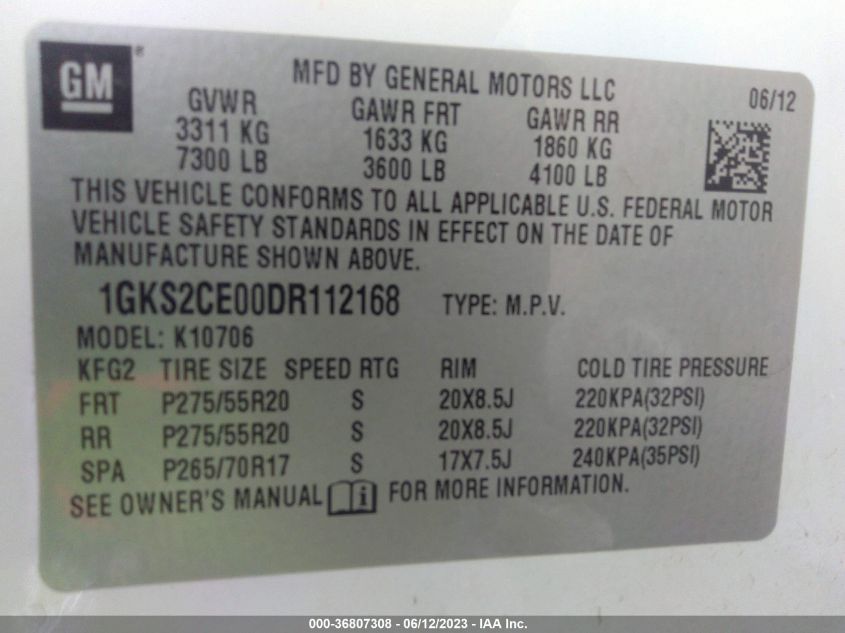 GM ®
MFD BY GENERAL MOTORS LLC
06/12
GVWR GAWR FRT GAWR RR
3311 KG 1633 KG 1860 KG
7300 LB 3600 LB 4100 LB
THIS VEHICLE CONFORMS TO ALL APPLICABLE U.S. FEDERAL MOTOR
VEHICLE SAFETY STANDARDS IN EFFECT ON THE DATE OF
MANUFACTURE SHOWN ABOVE.
1GKS2CE00DR112168 TYPE: M.P.V.
MODEL: K10706
KFG2 TIRE SIZE SPEED RTG RIM COLD TIRE PRESSURE
FRT P275/55R20 S 20X8.5J 220KPA(32PSI)
RR P275/55R20 S 20X8.5J 220KPA(32PSI)
SPA P265/70R17 S 17X7.5J 240KPA(35PSI)
SEE OWNER'S MANUAL i FOR MORE INFORMATION.
000-36807308 - 06/12/2023 - IAA Inc.